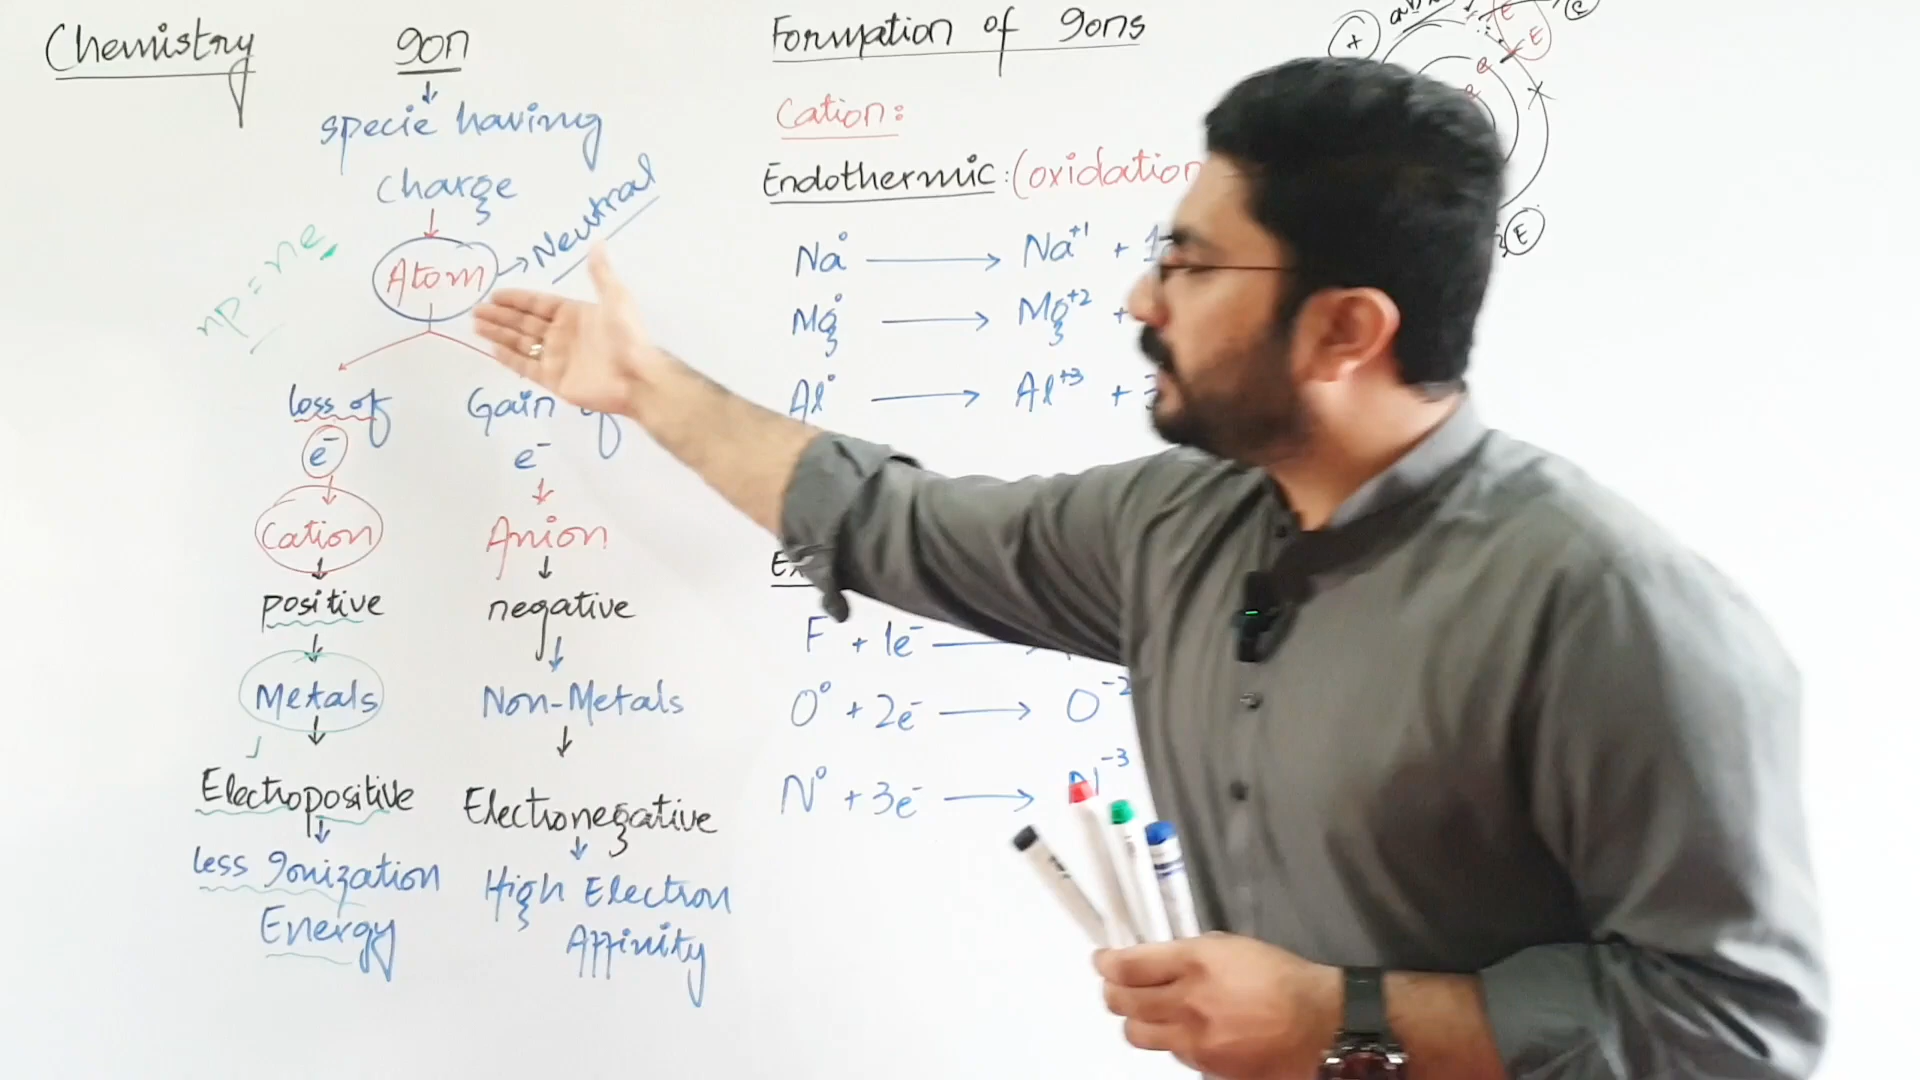 Chemistry
Ion
specie having
charge
Atom
Neutral
np = ne
loss of
e⁻
Cation
positive
Metals
Electropositive
less Ionization
Energy
Gain of
e⁻
Anion
negative
Non-Metals
Electronegative
High Electron
Affinity
Formation of Ions
Cation:
Endothermic: (oxidation
Na° → Na⁺¹ + 1
Mg° → Mg⁺² +
Al° → Al⁺³ + 3
F + 1e⁻ →
O° + 2e⁻ → O⁻²
N° + 3e⁻ → N⁻³
E
E